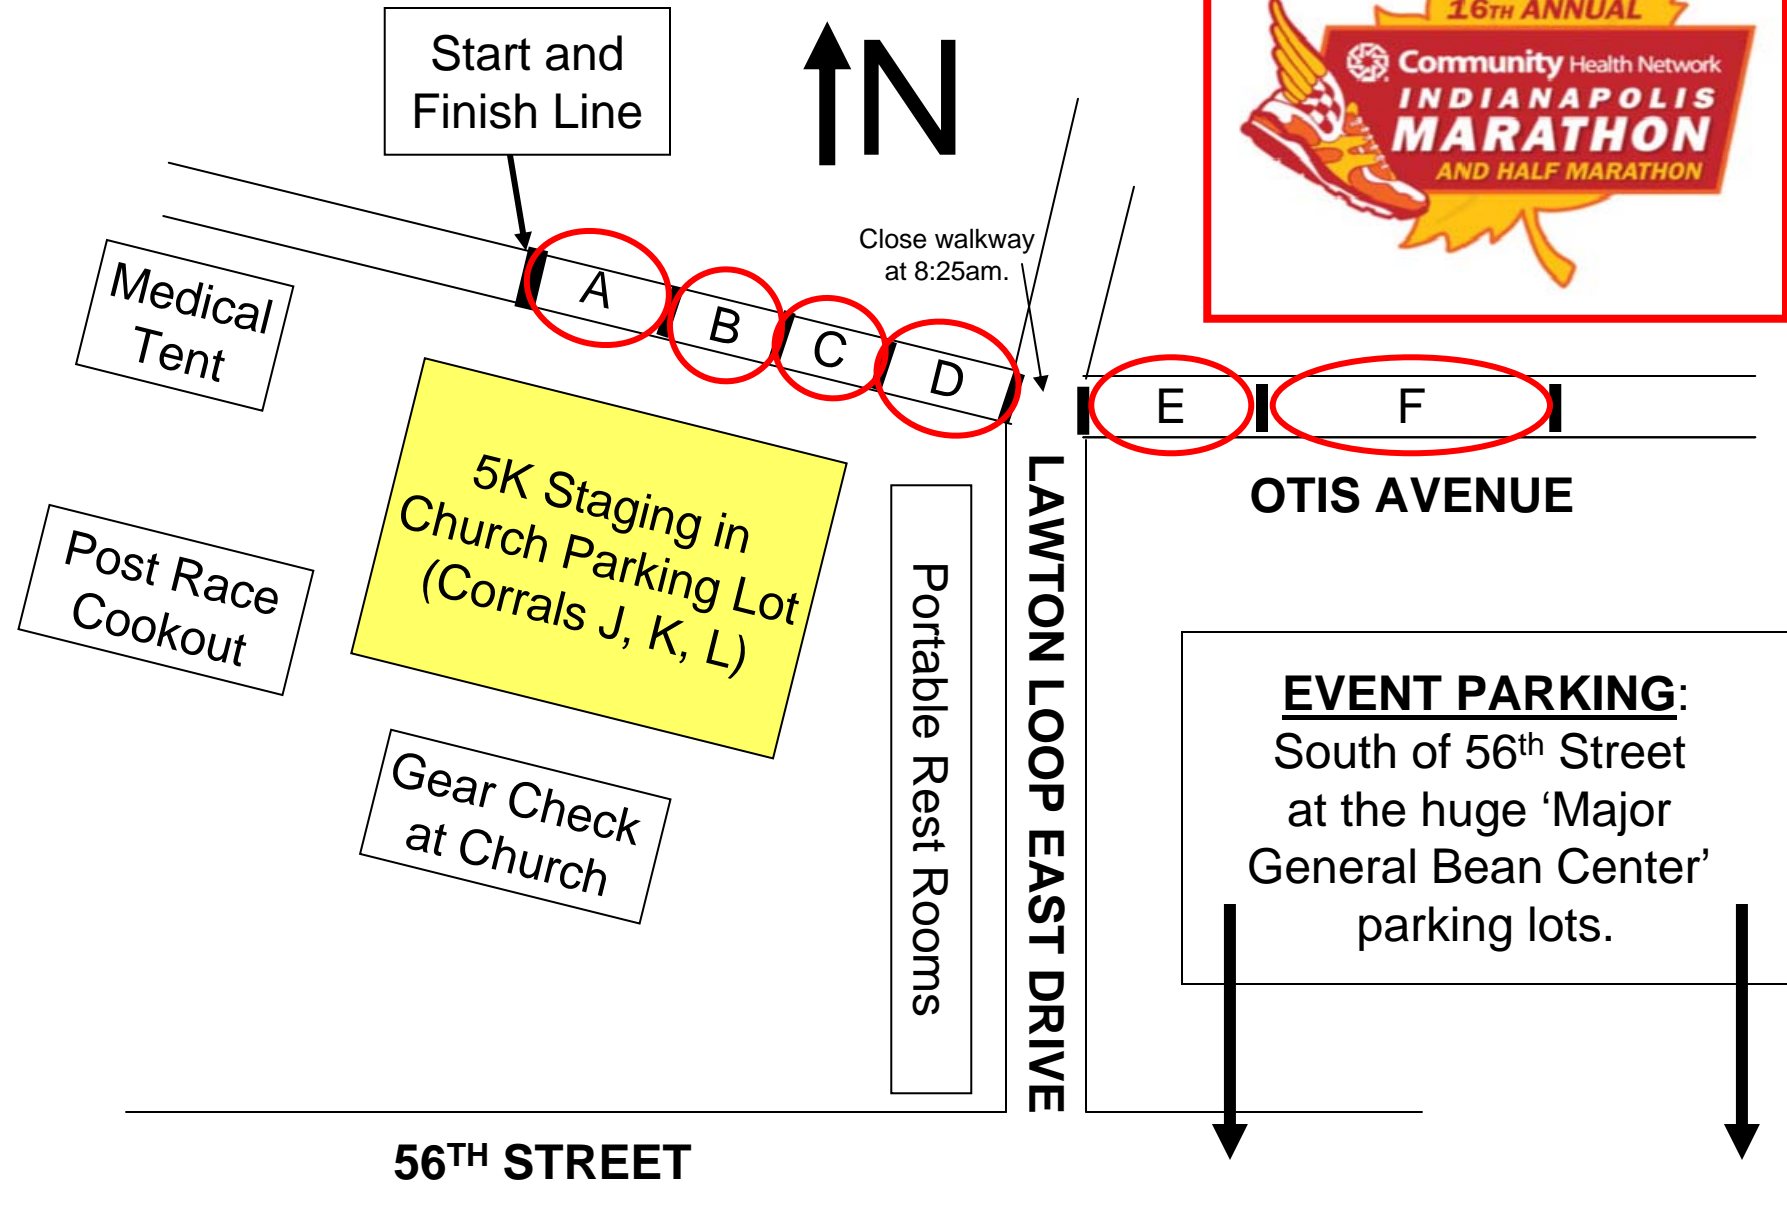 Start and
Finish Line
N
16TH ANNUAL
Community Health Network
INDIANAPOLIS
MARATHON
AND HALF MARATHON
Close walkway
at 8:25am.
Medical
Tent
A
B
C
D
E
F
OTIS AVENUE
5K Staging in
Church Parking Lot
(Corrals J, K, L)
Post Race
Cookout
Gear Check
at Church
Portable Rest Rooms
LAWTON LOOP EAST DRIVE
EVENT PARKING:
South of 56th Street
at the huge ‘Major
General Bean Center’
parking lots.
56TH STREET